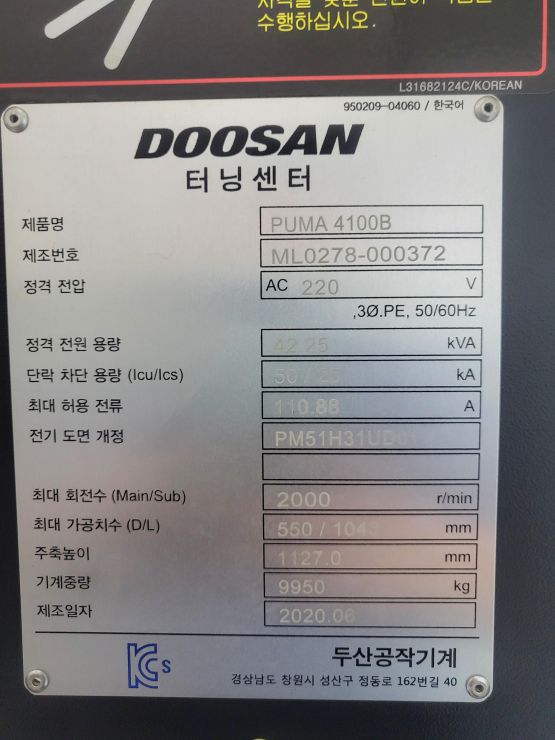 수행하십시오.
L31682124C/KOREAN
950209-04060 / 한국어
DOOSAN
터닝센터
제품명 PUMA 4100B
제조번호 ML0278-000372
정격 전압 AC 220 V
,3Ø.PE, 50/60Hz
정격 전원 용량 42.25 kVA
단락 차단 용량 (Icu/Ics) 50 / 25 kA
최대 허용 전류 110.88 A
전기 도면 개정 PM51H31UD
최대 회전수 (Main/Sub) 2000 r/min
최대 가공치수 (D/L) 550 / 1043 mm
주축높이 1127.0 mm
기계중량 9950 kg
제조일자 2020.06
KCs
두산공작기계
경상남도 창원시 성산구 정동로 162번길 40